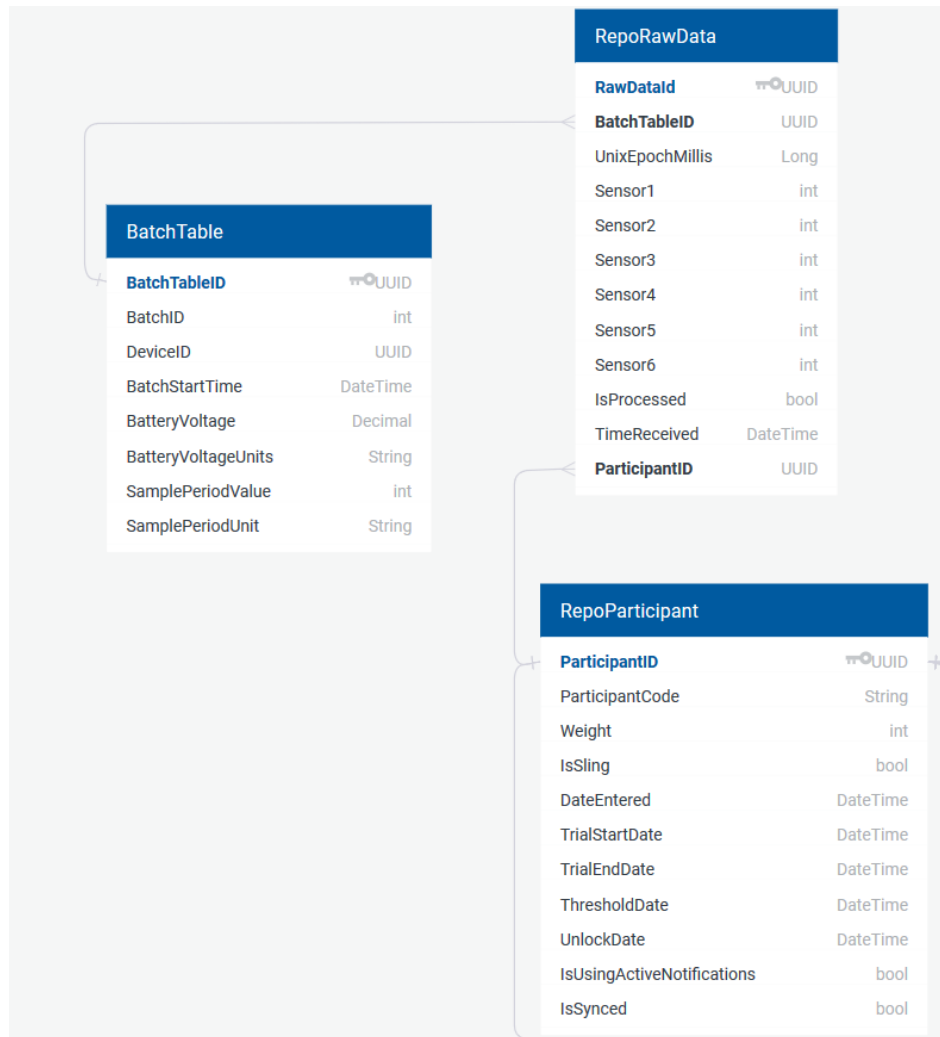 RepoRawData
RawDataId UUID
BatchTableID UUID
UnixEpochMillis Long
Sensor1 int
Sensor2 int
Sensor3 int
Sensor4 int
Sensor5 int
Sensor6 int
IsProcessed bool
TimeReceived DateTime
ParticipantID UUID
BatchTable
BatchTableID UUID
BatchID int
DeviceID UUID
BatchStartTime DateTime
BatteryVoltage Decimal
BatteryVoltageUnits String
SamplePeriodValue int
SamplePeriodUnit String
RepoParticipant
ParticipantID UUID
ParticipantCode String
Weight int
IsSling bool
DateEntered DateTime
TrialStartDate DateTime
TrialEndDate DateTime
ThresholdDate DateTime
UnlockDate DateTime
IsUsingActiveNotifications bool
IsSynced bool